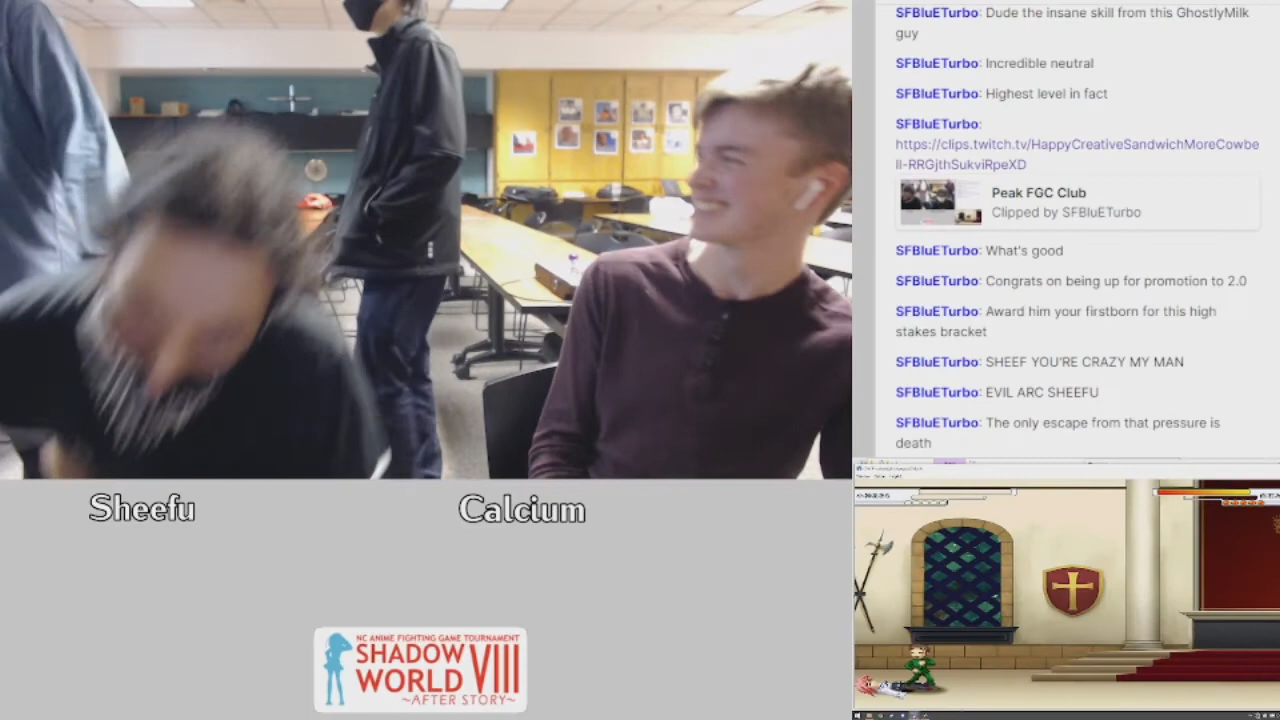 SFBluETurbo: Dude the insane skill from this GhostlyMilk
guy
SFBluETurbo: Incredible neutral
SFBluETurbo: Highest level in fact
SFBluETurbo:
https://clips.twitch.tv/HappyCreativeSandwichMoreCowbe
ll-RRGjthSukviRpeXD
Peak FGC Club
Clipped by SFBluETurbo
SFBluETurbo: What's good
SFBluETurbo: Congrats on being up for promotion to 2.0
SFBluETurbo: Award him your firstborn for this high
stakes bracket
SFBluETurbo: SHEEF YOU'RE CRAZY MY MAN
SFBluETurbo: EVIL ARC SHEEFU
SFBluETurbo: The only escape from that pressure is
death
Sheefu
Calcium
NC ANIME FIGHTING GAME TOURNAMENT
SHADOW
WORLD VIII
~AFTER STORY~